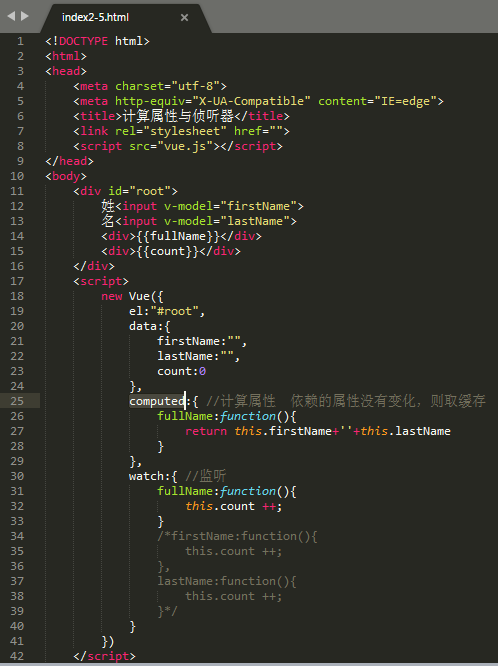 index2-5.html
1 <!DOCTYPE html>
2 <html>
3 <head>
4 <meta charset="utf-8">
5 <meta http-equiv="X-UA-Compatible" content="IE=edge">
6 <title>计算属性与侦听器</title>
7 <link rel="stylesheet" href="">
8 <script src="vue.js"></script>
9 </head>
10 <body>
11 <div id="root">
12 姓<input v-model="firstName">
13 名<input v-model="lastName">
14 <div>{{fullName}}</div>
15 <div>{{count}}</div>
16 </div>
17 <script>
18 new Vue({
19 el:"#root",
20 data:{
21 firstName:"",
22 lastName:"",
23 count:0
24 },
25 computed:{ //计算属性 依赖的属性没有变化，则取缓存
26 fullName:function(){
27 return this.firstName+''+this.lastName
28 }
29 },
30 watch:{ //监听
31 fullName:function(){
32 this.count ++;
33 }
34 /*firstName:function(){
35 this.count ++;
36 },
37 lastName:function(){
38 this.count ++;
39 }*/
40 }
41 })
42 </script>